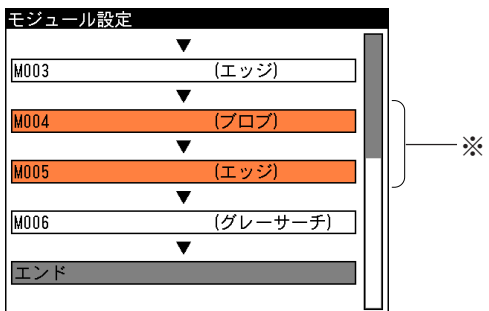 モジュール設定
▼
M003 (エッジ)
▼
M004 (ブロブ)
▼
M005 (エッジ)
▼
M006 (グレーサーチ)
▼
エンド
※